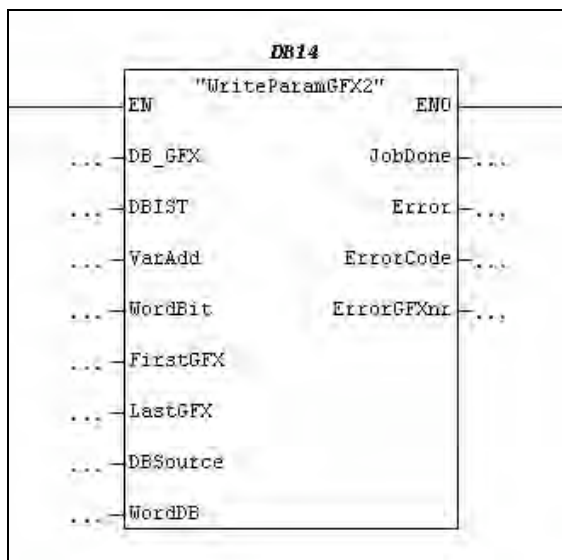 DB14
"WriteParamGFX2"
EN ENO
... DB_GFX JobDone ...
... DBIST Error ...
... VarAdd ErrorCode ...
... WordBit ErrorGFXnr ...
... FirstGFX
... LastGFX
... DBSource
... WordDB